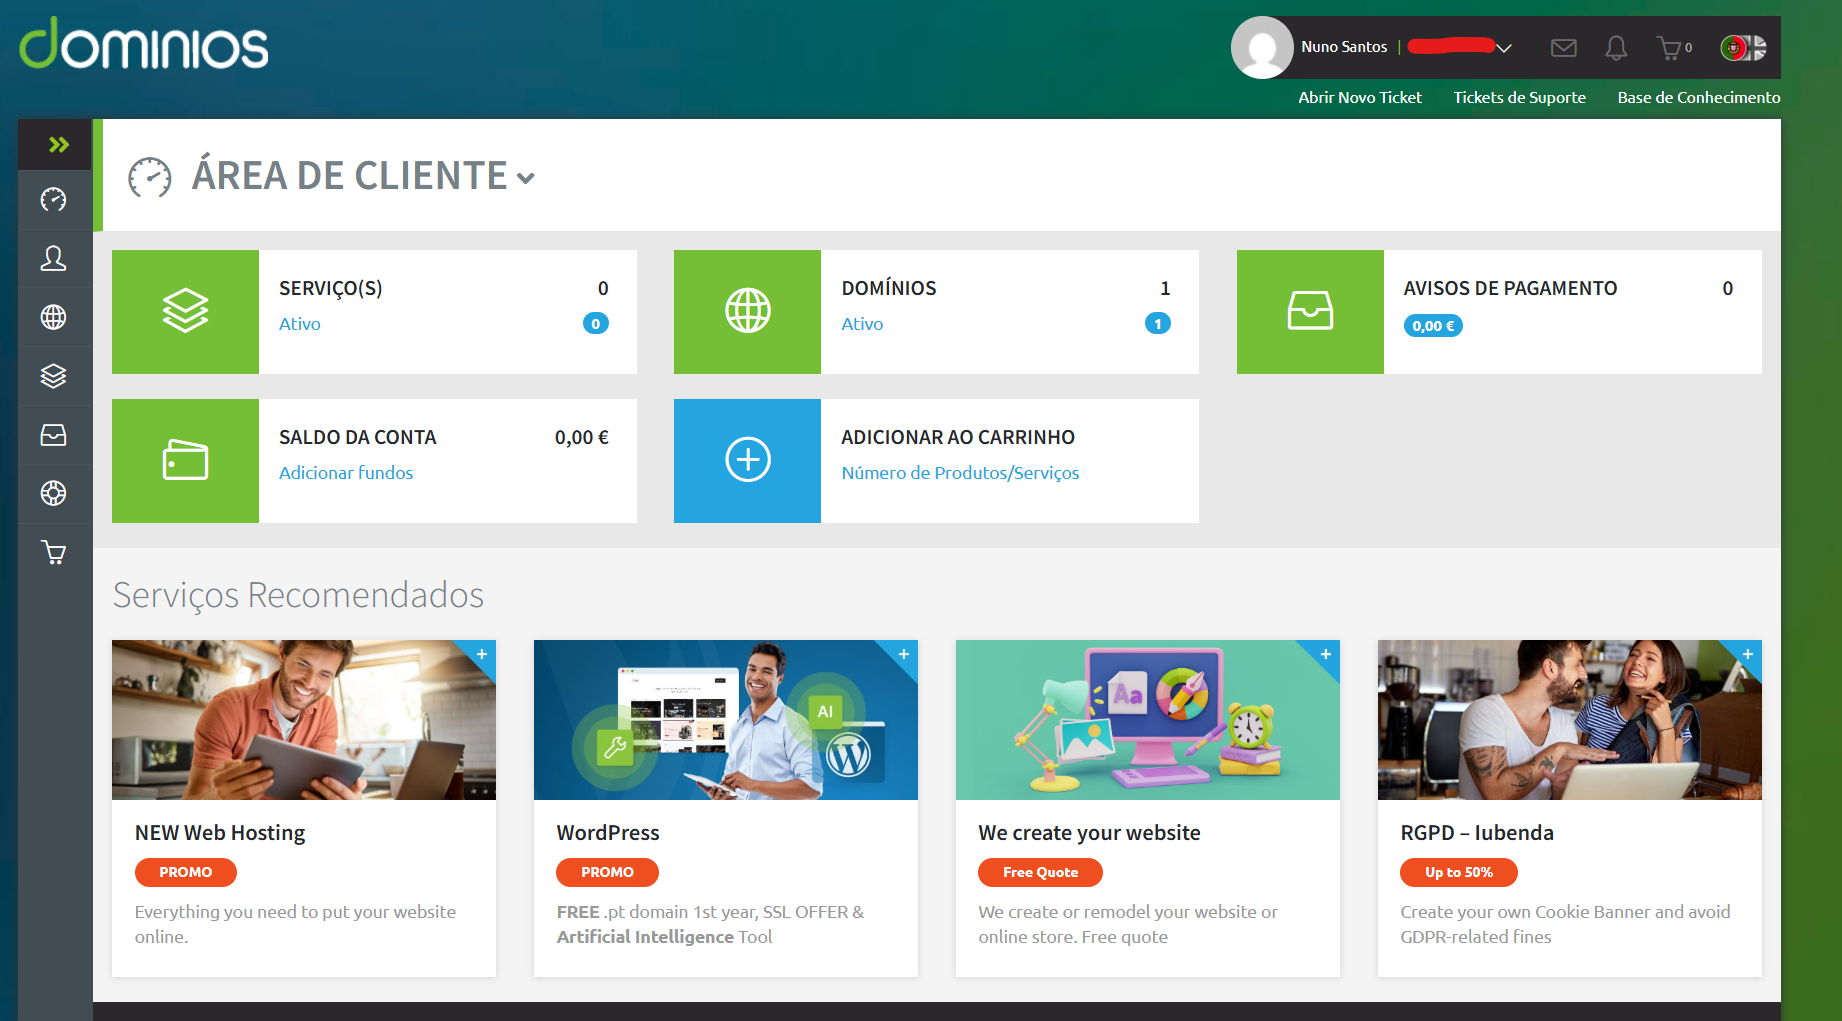 dominios
Nuno Santos |
0
Abrir Novo Ticket Tickets de Suporte Base de Conhecimento
ÁREA DE CLIENTE
SERVIÇO(S) 0
Ativo 0
DOMÍNIOS 1
Ativo 1
AVISOS DE PAGAMENTO 0
0,00 €
SALDO DA CONTA 0,00 €
Adicionar fundos
ADICIONAR AO CARRINHO
Número de Produtos/Serviços
Serviços Recomendados
NEW Web Hosting
PROMO
Everything you need to put your website
online.
AI
WordPress
PROMO
FREE .pt domain 1st year, SSL OFFER &
Artificial Intelligence Tool
Aa
We create your website
Free Quote
We create or remodel your website or
online store. Free quote
RGPD – Iubenda
Up to 50%
Create your own Cookie Banner and avoid
GDPR-related fines